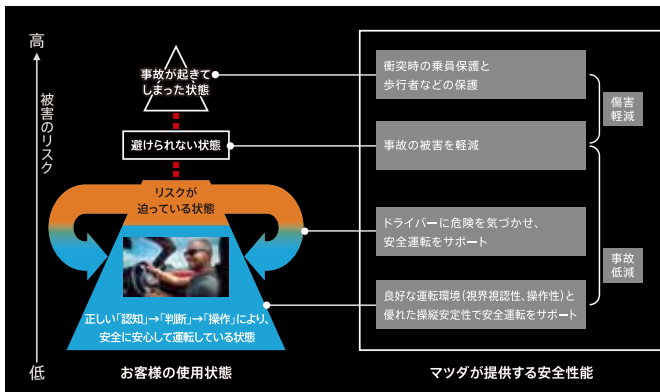 高
被害のリスク
低
事故が起きて
しまった状態
避けられない状態
リスクが
迫っている状態
正しい「認知」→「判断」→「操作」により、
安全に安心して運転している状態
お客様の使用状態
衝突時の乗員保護と
歩行者などの保護
事故の被害を軽減
ドライバーに危険を気づかせ、
安全運転をサポート
良好な運転環境(視界視認性、操作性)と
優れた操縦安定性で安全運転をサポート
傷害
軽減
事故
低減
マツダが提供する安全性能